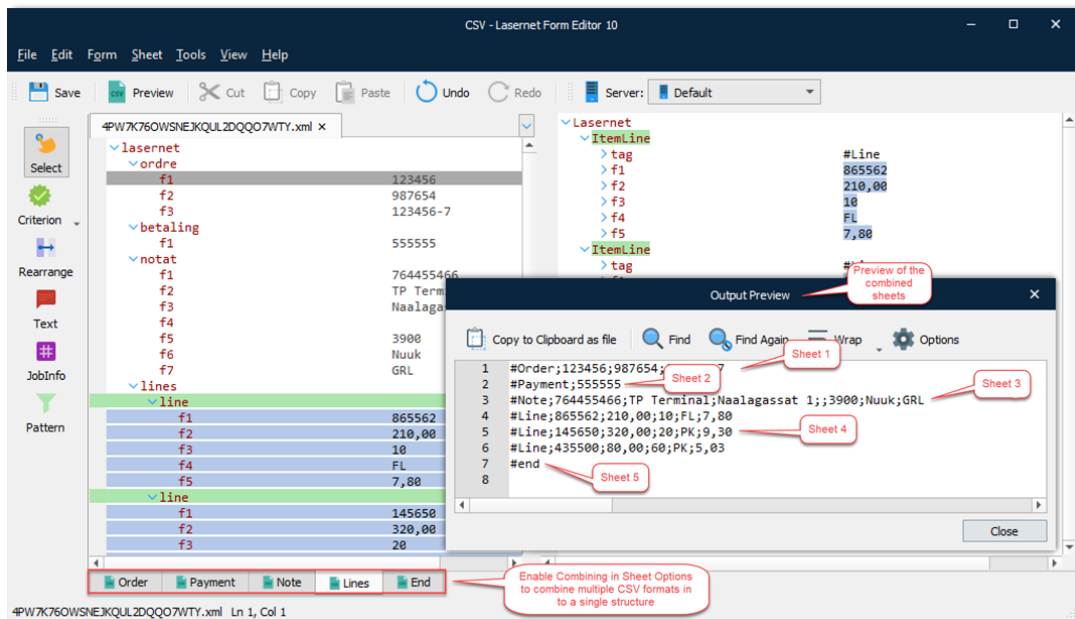 CSV - Lasernet Form Editor 10
File Edit Form Sheet Tools View Help
Save Preview Cut Copy Paste Undo Redo Server: Default
Select
Criterion
Rearrange
Text
JobInfo
Pattern
4PW7K76OWSNEJKQUL2DQQO7WTY.xml ×
lasernet
ordre
f1 123456
f2 987654
f3 123456-7
betaling
f1 555555
notat
f1 764455466
f2 TP Termi
f3 Naalaga
f4
f5 3900
f6 Nuuk
f7 GRL
lines
line
f1 865562
f2 210,00
f3 10
f4 FL
f5 7,80
line
f1 145650
f2 320,00
f3 20
Lasernet
ItemLine
tag #Line
f1 865562
f2 210,00
f3 10
f4 FL
f5 7,80
ItemLine
tag
Preview of the
combined
sheets
Output Preview
Copy to Clipboard as file Find Find Again Wrap Options
1 #Order;123456;987654;
2 #Payment;555555
3 #Note;764455466;TP Terminal;Naalagassat 1;;3900;Nuuk;GRL
4 #Line;865562;210,00;10;FL;7,80
5 #Line;145650;320,00;20;PK;9,30
6 #Line;435500;80,00;60;PK;5,03
7 #end
8
Sheet 1
Sheet 2
Sheet 3
Sheet 4
Sheet 5
Close
Order Payment Note Lines End
Enable Combining in Sheet Options
to combine multiple CSV formats in
to a single structure
4PW7K76OWSNEJKQUL2DQQO7WTY.xml Ln 1, Col 1